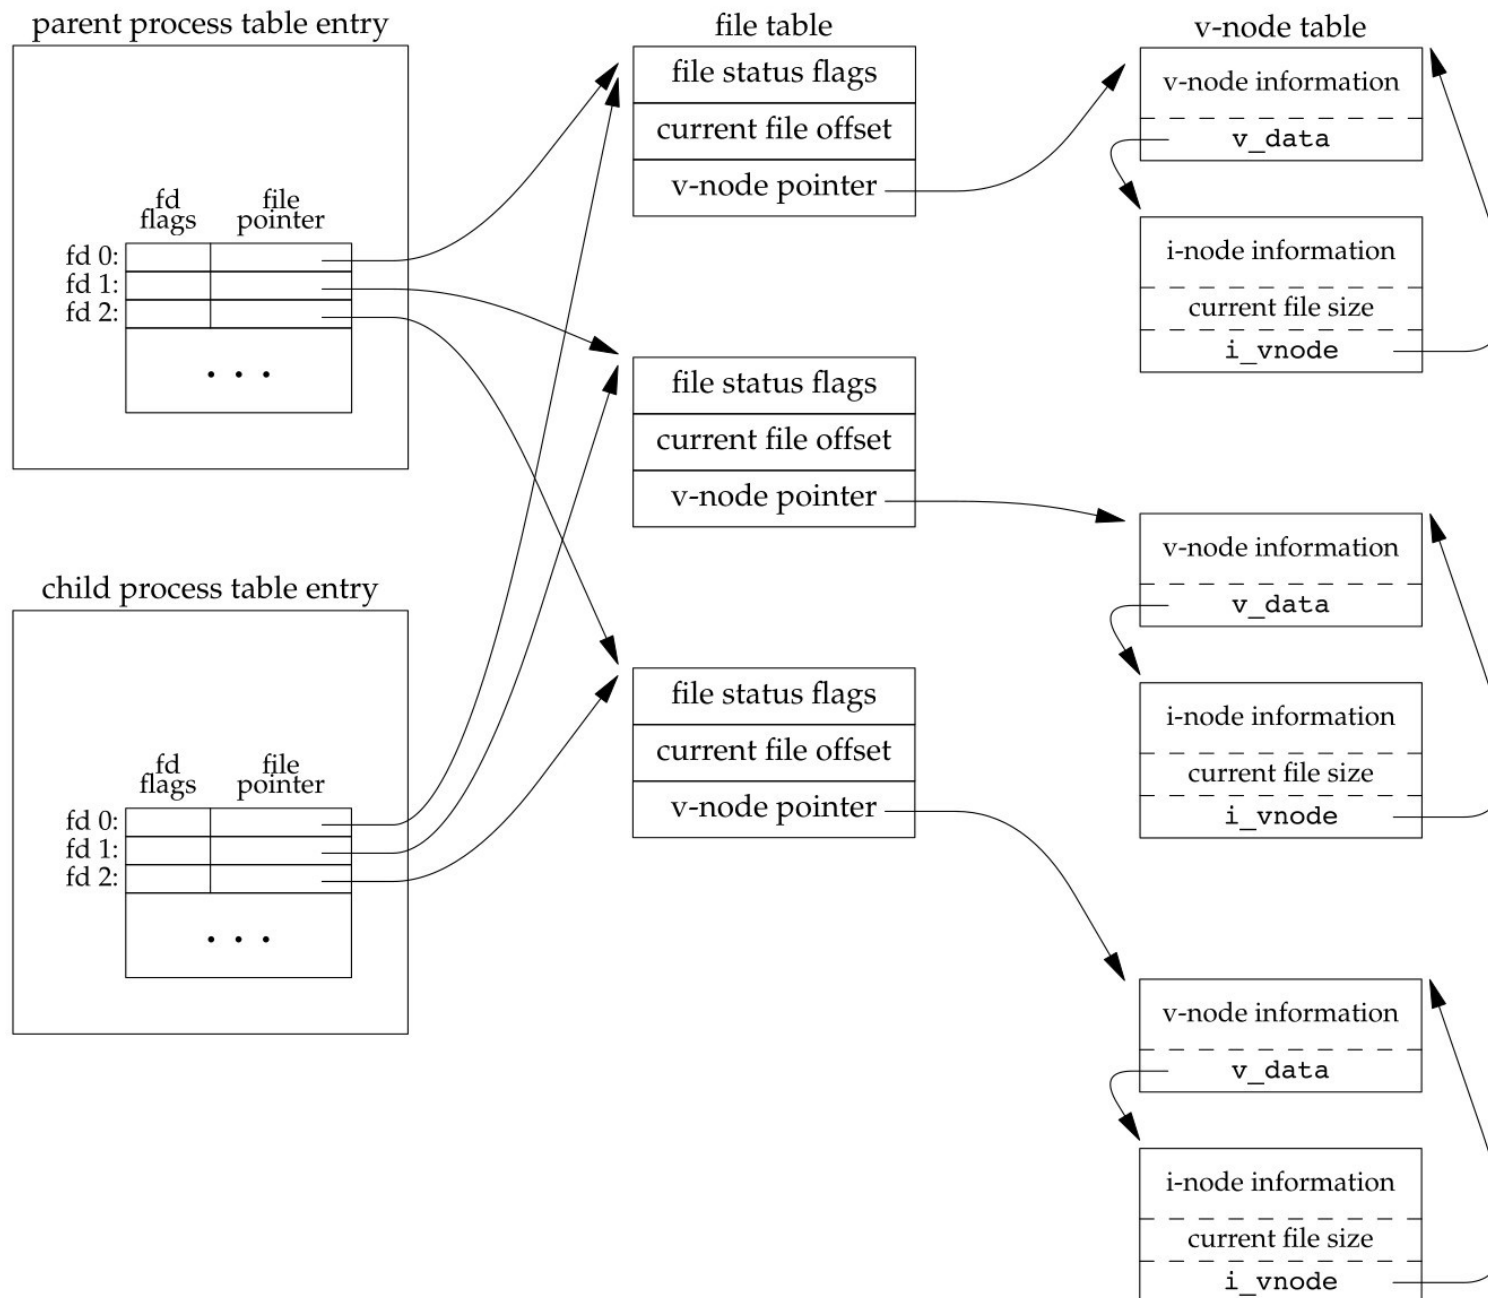 parent process table entry
fd
flags
file
pointer
fd 0:
fd 1:
fd 2:
. . .
child process table entry
fd
flags
file
pointer
fd 0:
fd 1:
fd 2:
. . .
file table
file status flags
current file offset
v-node pointer
file status flags
current file offset
v-node pointer
file status flags
current file offset
v-node pointer
v-node table
v-node information
v_data
i-node information
current file size
i_vnode
v-node information
v_data
i-node information
current file size
i_vnode
v-node information
v_data
i-node information
current file size
i_vnode